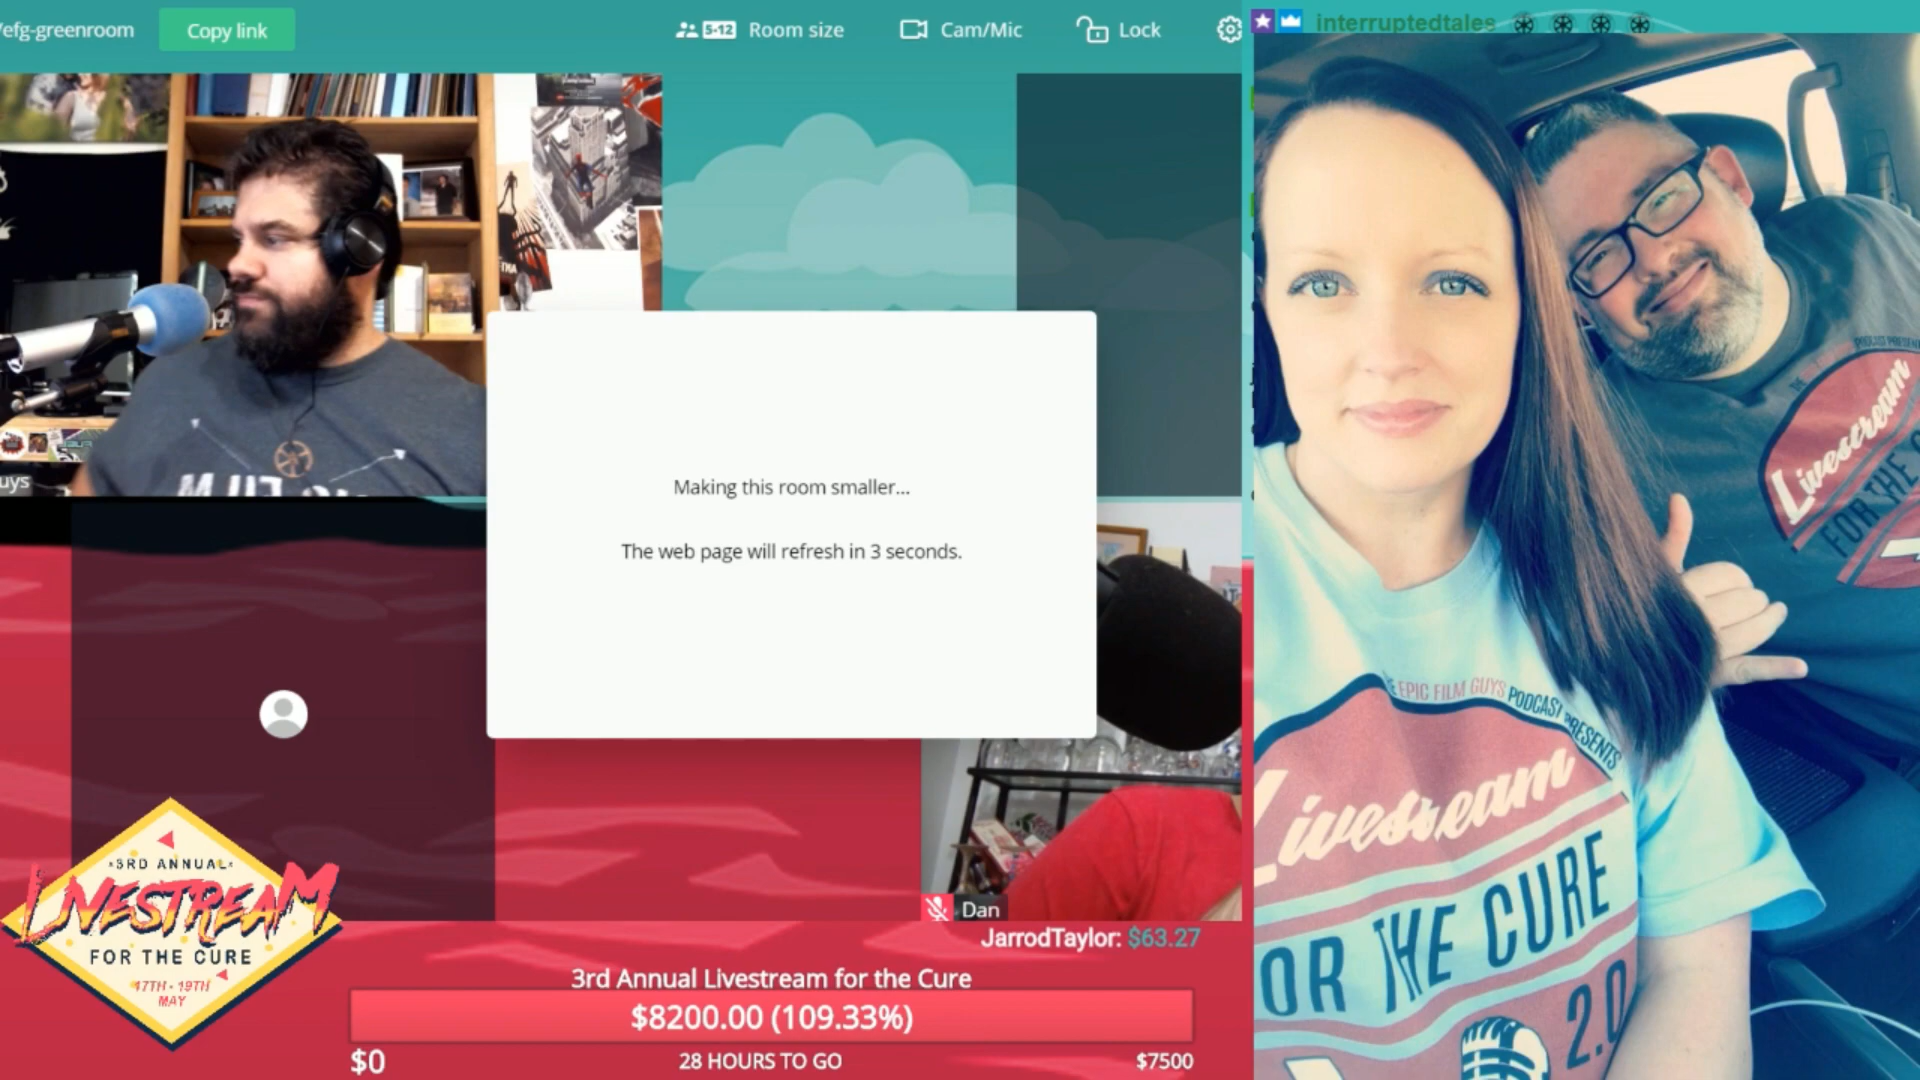 /efg-greenroom
Copy link
5-12
Room size
Cam/Mic
Lock
interruptedtales
Making this room smaller...
The web page will refresh in 3 seconds.
uys
Dan
3RD ANNUAL
LIVESTREAM
FOR THE CURE
17TH - 19TH
MAY
JarrodTaylor: $63.27
3rd Annual Livestream for the Cure
$8200.00 (109.33%)
$0
28 HOURS TO GO
$7500
Livestream
FOR THE
EPIC FILM GUYS PODCAST PRESENTS
Livestream
OR THE CURE
2.0